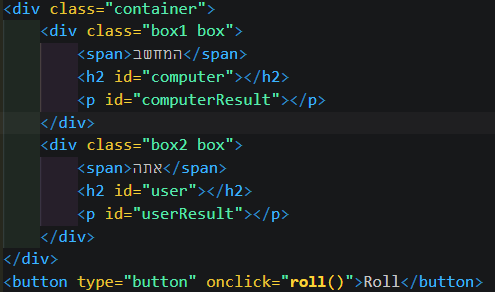 <div class="container">
<div class="box1 box">
<span>המחשב</span>
<h2 id="computer"></h2>
<p id="computerResult"></p>
</div>
<div class="box2 box">
<span>אתה</span>
<h2 id="user"></h2>
<p id="userResult"></p>
</div>
</div>
<button type="button" onclick="roll()">Roll</button>